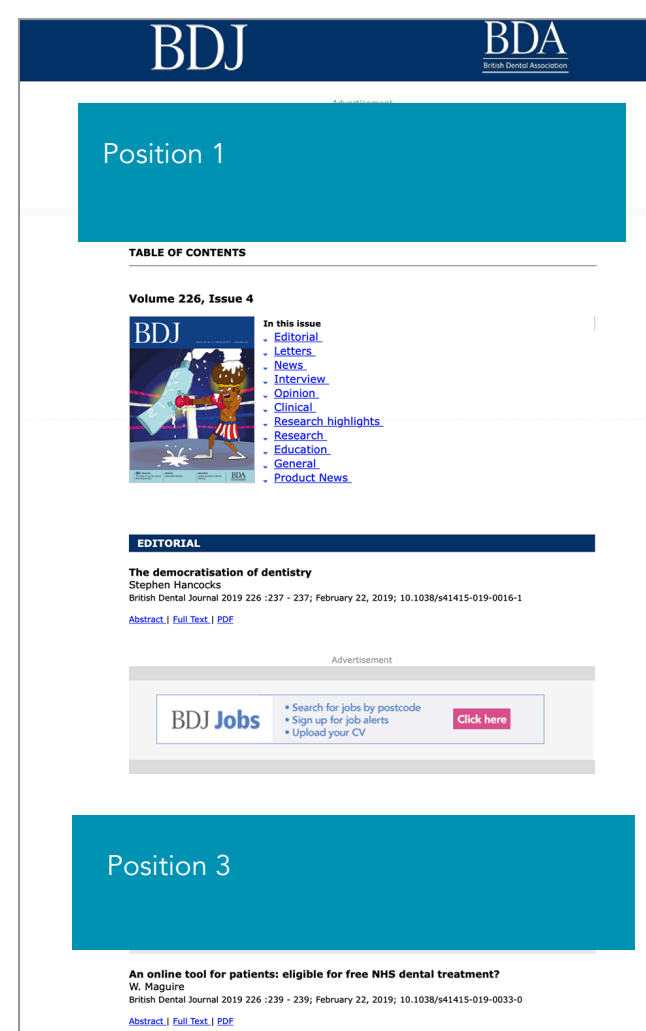 BDJ
BDA
British Dental Association
Advertisement
Position 1
TABLE OF CONTENTS
Volume 226, Issue 4
BDJ
BDA
In this issue
Editorial
Letters
News
Interview
Opinion
Clinical
Research highlights
Research
Education
General
Product News
EDITORIAL
The democratisation of dentistry
Stephen Hancocks
British Dental Journal 2019 226 :237 - 237; February 22, 2019; 10.1038/s41415-019-0016-1
Abstract | Full Text | PDF
Advertisement
BDJ Jobs
• Search for jobs by postcode
• Sign up for job alerts
• Upload your CV
Click here
Position 3
An online tool for patients: eligible for free NHS dental treatment?
W. Maguire
British Dental Journal 2019 226 :239 - 239; February 22, 2019; 10.1038/s41415-019-0033-0
Abstract | Full Text | PDF